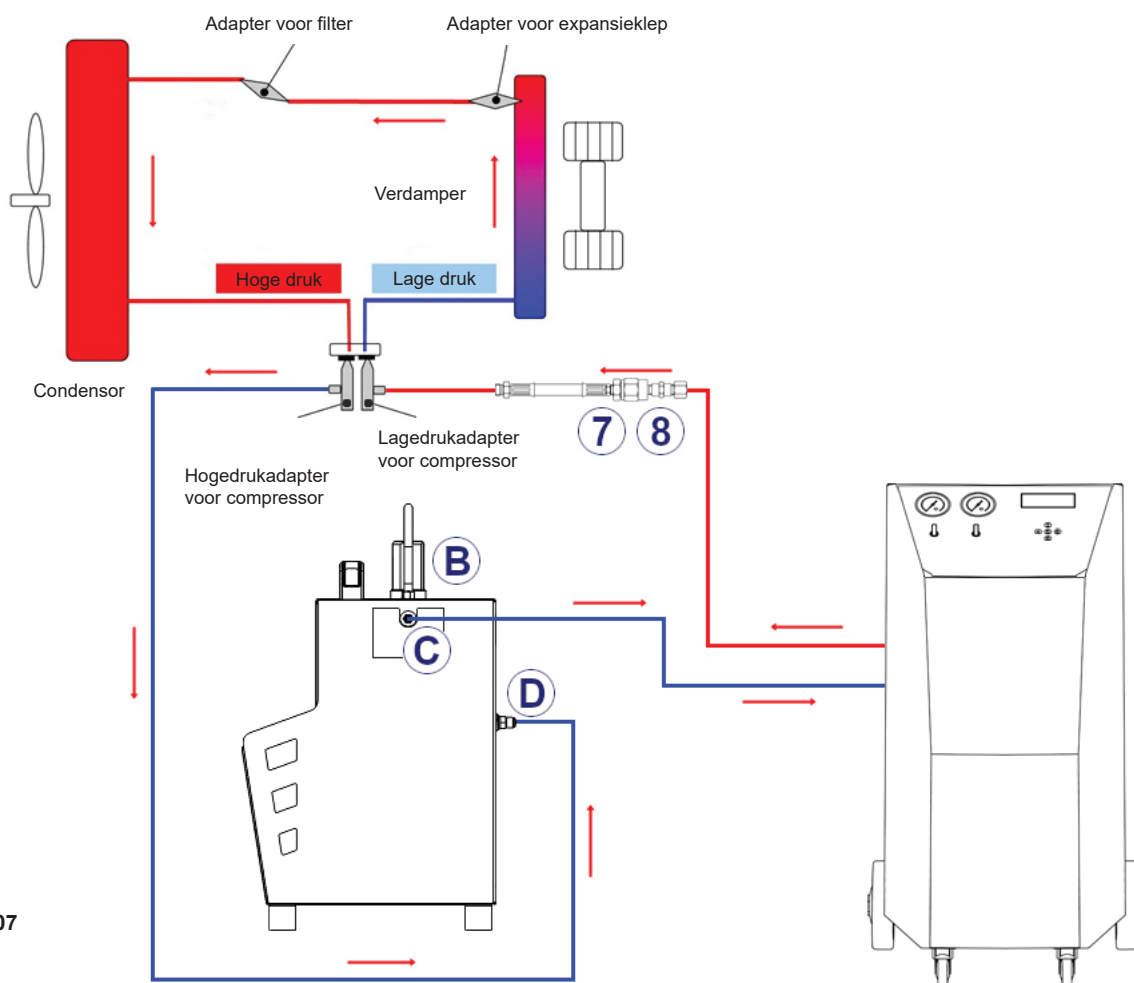 Adapter voor filter
Adapter voor expansieklep
Verdamper
Hoge druk
Lage druk
Condensor
7
8
Lagedrukadapter
voor compressor
Hogedrukadapter
voor compressor
B
C
D
07